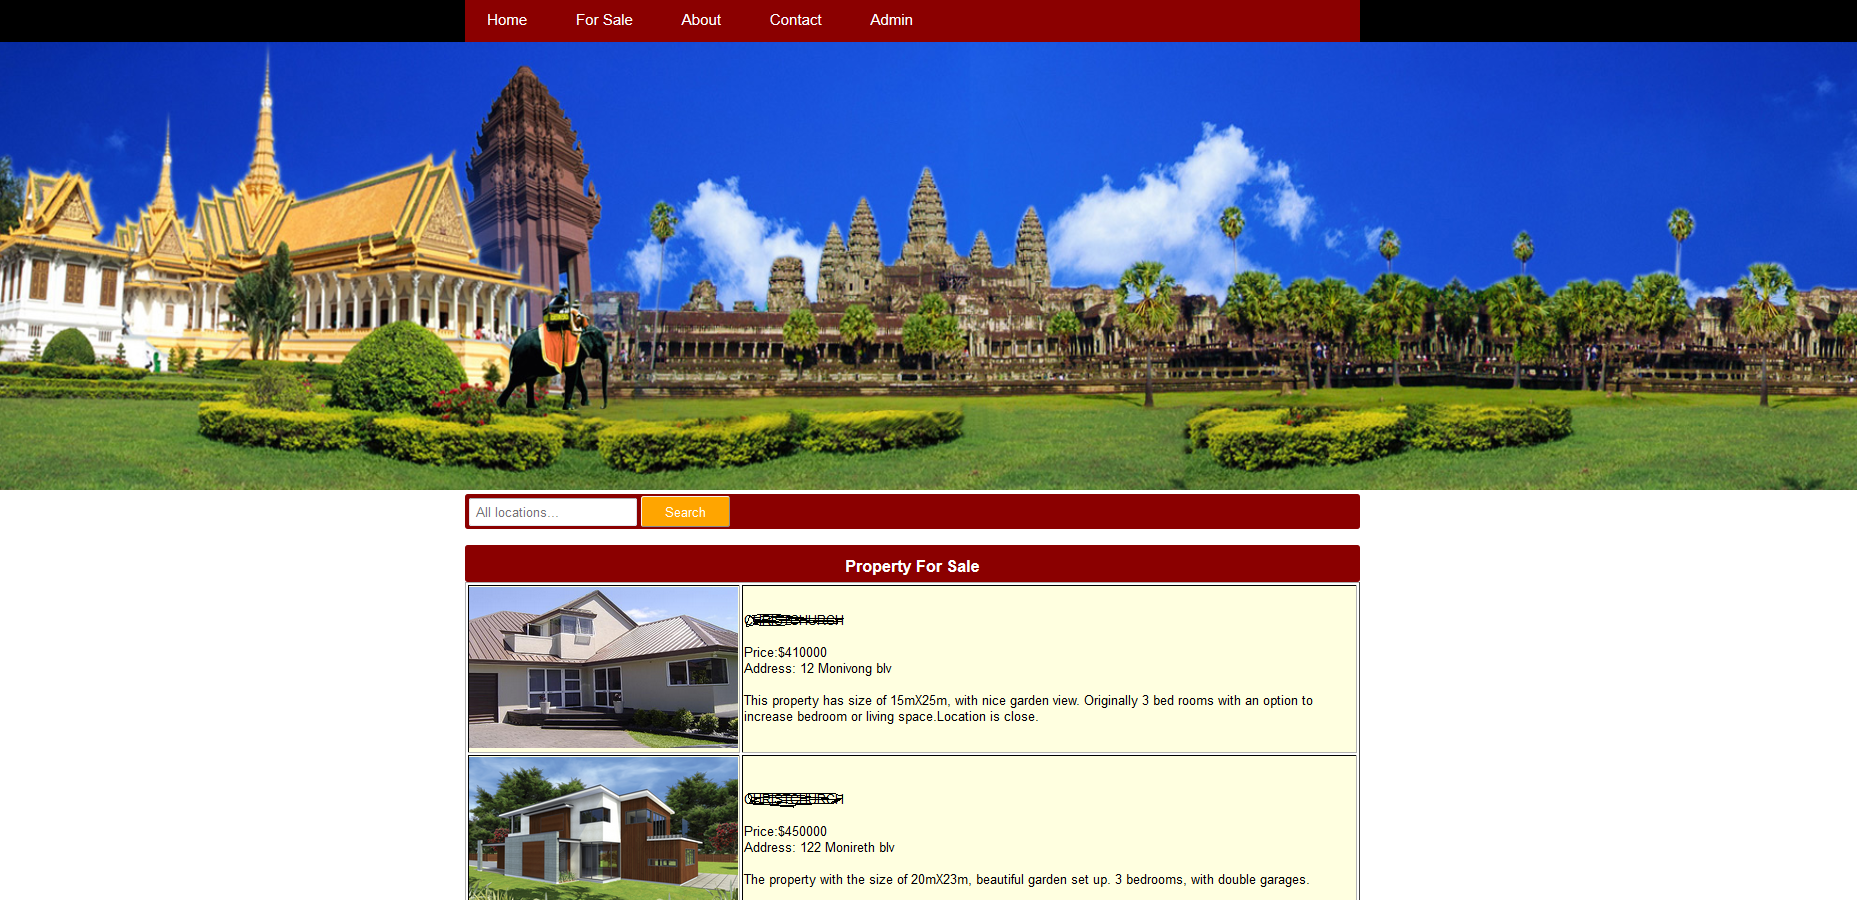 Home For Sale About Contact Admin
All locations...
Search
Property For Sale
CHRISTCHURCH
Price:$410000
Address: 12 Monivong blv
This property has size of 15mX25m, with nice garden view. Originally 3 bed rooms with an option to
increase bedroom or living space.Location is close.
CHRISTCHURCH
Price:$450000
Address: 122 Monireth blv
The property with the size of 20mX23m, beautiful garden set up. 3 bedrooms, with double garages.